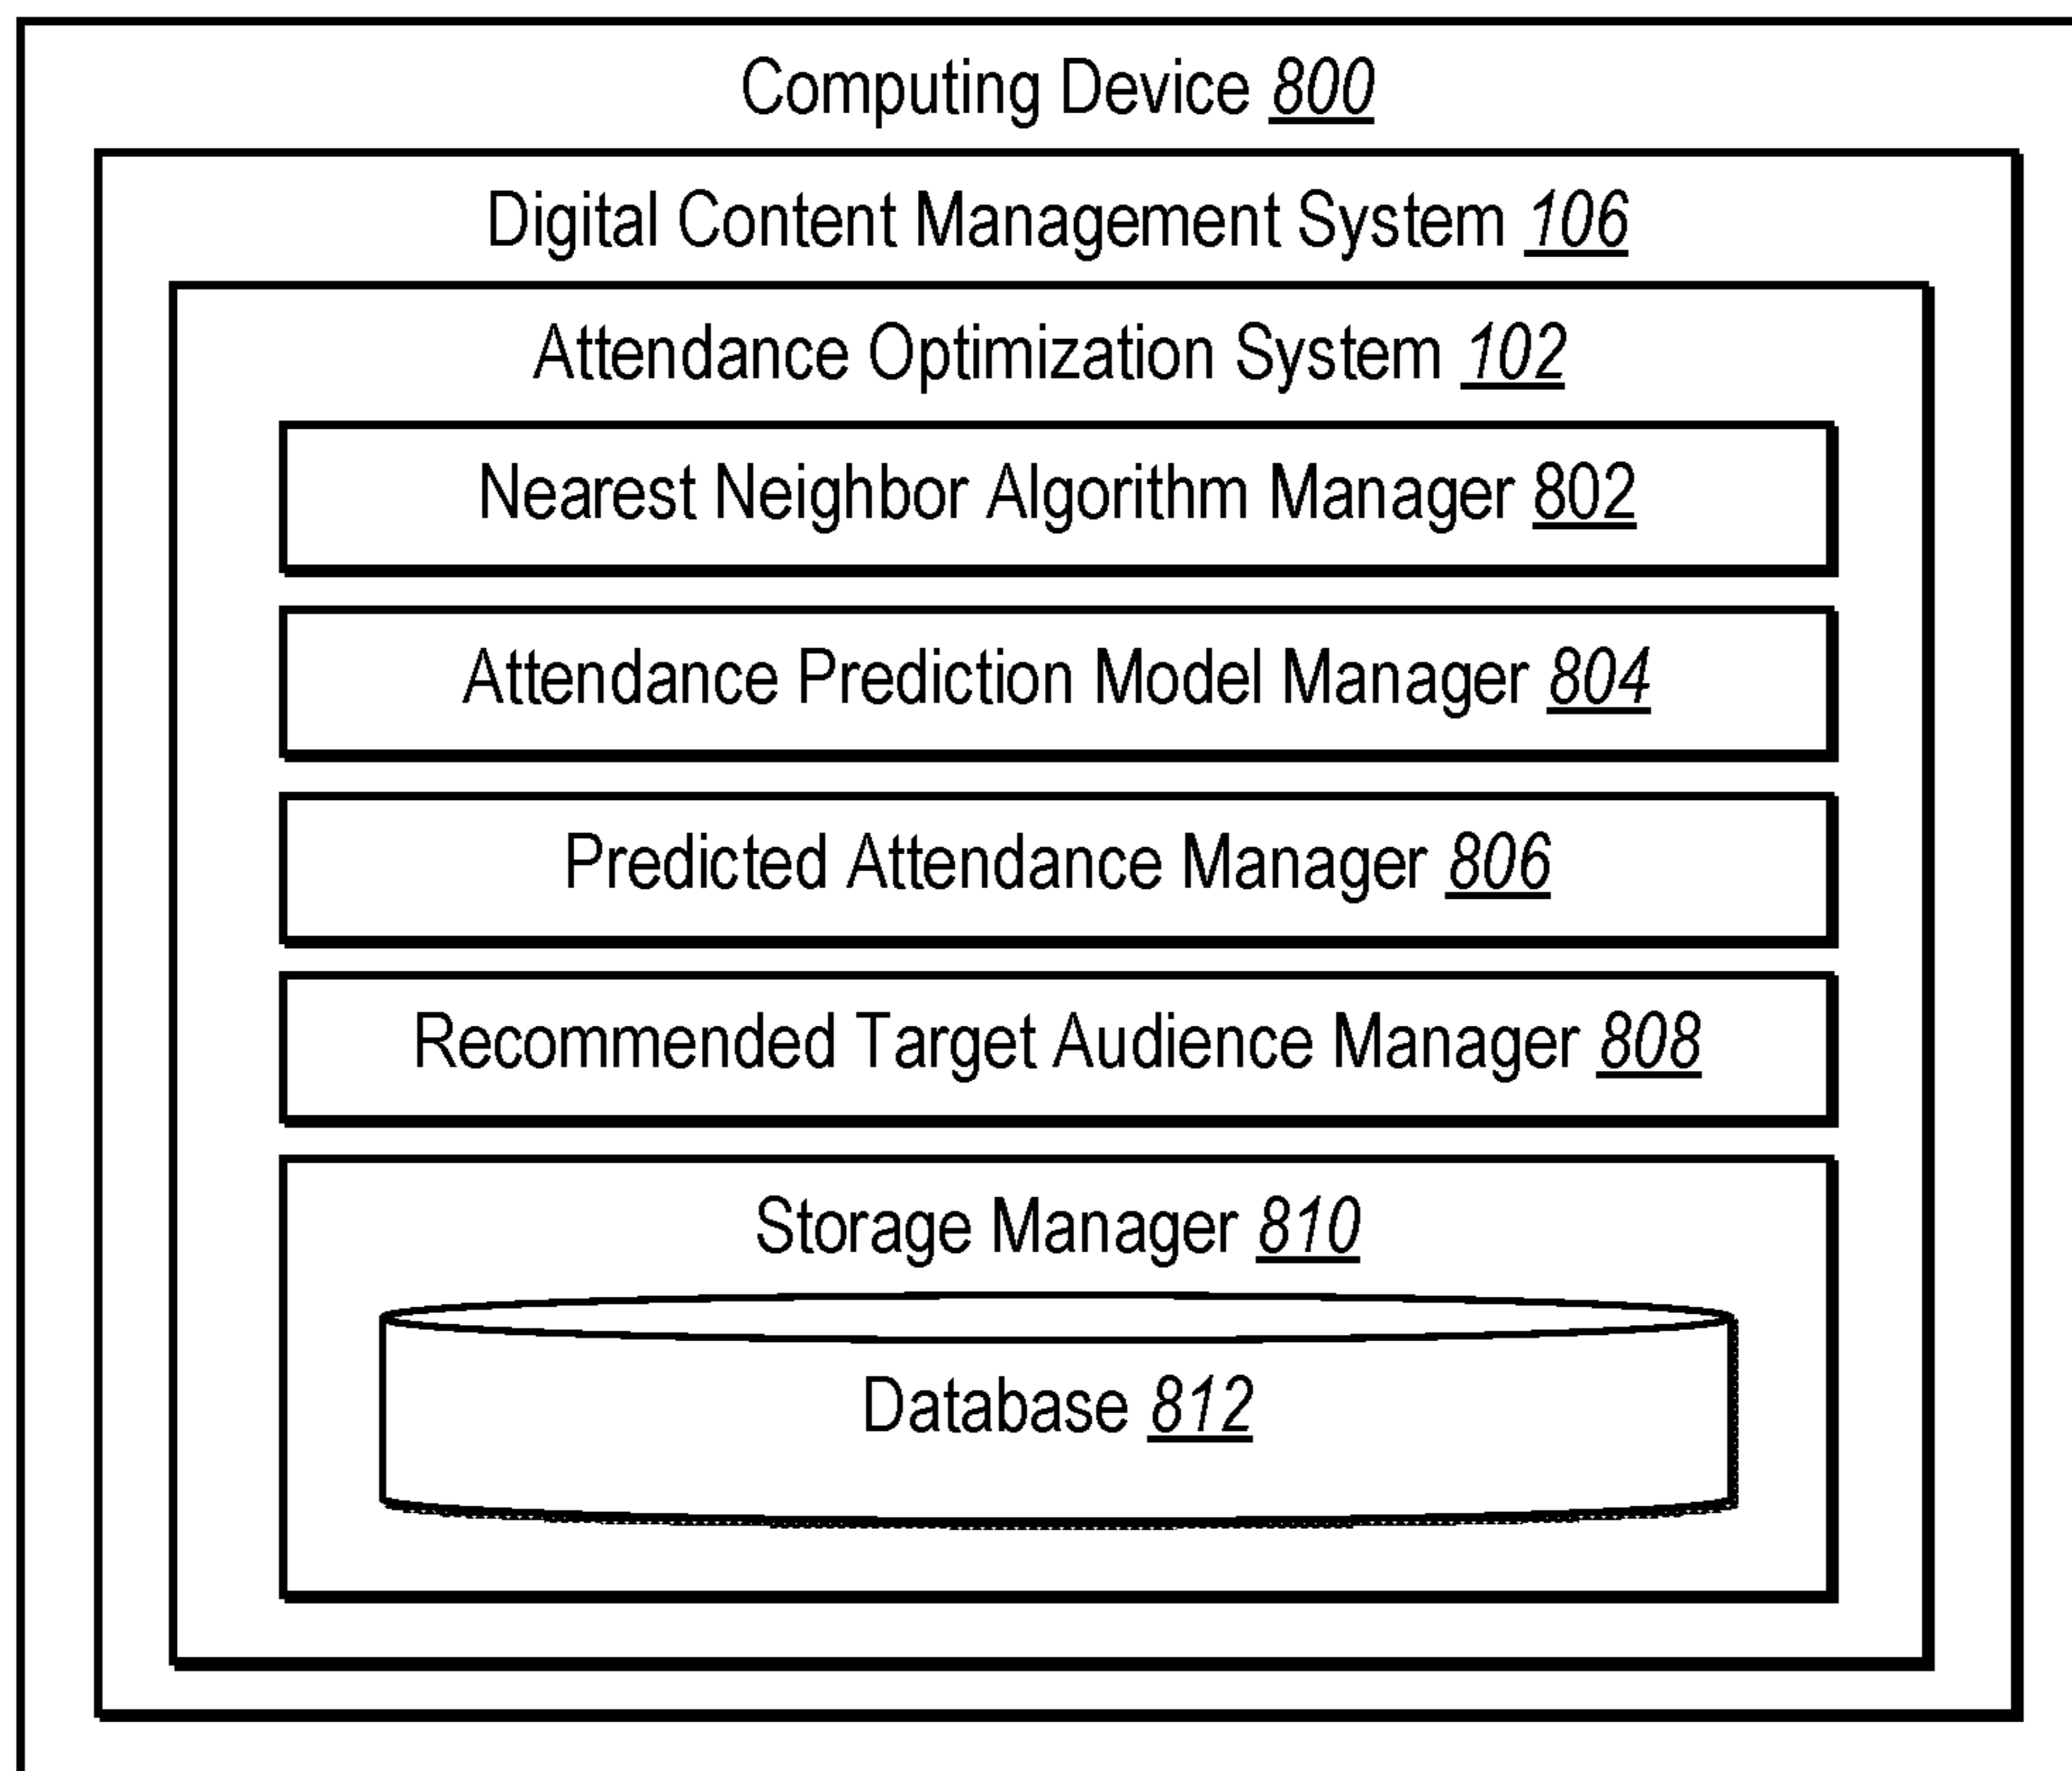 Computing Device 800
Digital Content Management System 106
Attendance Optimization System 102
Nearest Neighbor Algorithm Manager 802
Attendance Prediction Model Manager 804
Predicted Attendance Manager 806
Recommended Target Audience Manager 808
Storage Manager 810
Database 812